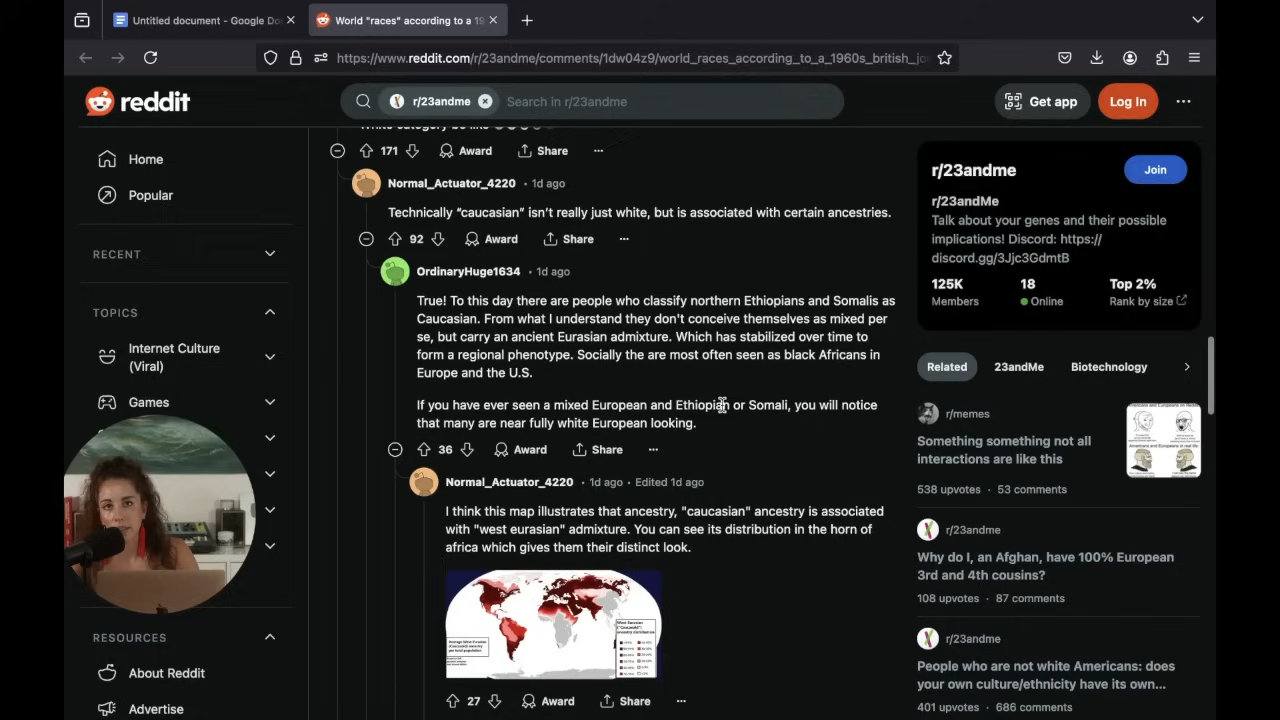 Untitled document - Google Do
World "races" according to a 19
https://www.reddit.com/r/23andme/comments/1dw04z9/world_races_according_to_a_1960s_british_jo
reddit
r/23andme
Search in r/23andme
Get app
Log In
Home
Popular
RECENT
TOPICS
Internet Culture
(Viral)
Games
RESOURCES
About Reddit
Advertise
171
Award
Share
Normal_Actuator_4220 • 1d ago
Technically “caucasian” isn’t really just white, but is associated with certain ancestries.
92
Award
Share
OrdinaryHuge1634 • 1d ago
True! To this day there are people who classify northern Ethiopians and Somalis as
Caucasian. From what I understand they don't conceive themselves as mixed per
se, but carry an ancient Eurasian admixture. Which has stabilized over time to
form a regional phenotype. Socially the are most often seen as black Africans in
Europe and the U.S.
If you have ever seen a mixed European and Ethiopian or Somali, you will notice
that many are near fully white European looking.
Award
Share
Normal_Actuator_4220 • 1d ago • Edited 1d ago
I think this map illustrates that ancestry, "caucasian" ancestry is associated
with "west eurasian" admixture. You can see its distribution in the horn of
africa which gives them their distinct look.
27
Award
Share
r/23andme
Join
r/23andMe
Talk about your genes and their possible
implications! Discord: https://
discord.gg/3Jjc3GdmtB
125K
18
Top 2%
Members
Online
Rank by size
Related
23andMe
Biotechnology
r/memes
Something something not all
interactions are like this
538 upvotes • 53 comments
r/23andme
Why do I, an Afghan, have 100% European
3rd and 4th cousins?
108 upvotes • 87 comments
r/23andme
People who are not white Americans: does
your own culture/ethnicity have its own...
401 upvotes • 686 comments